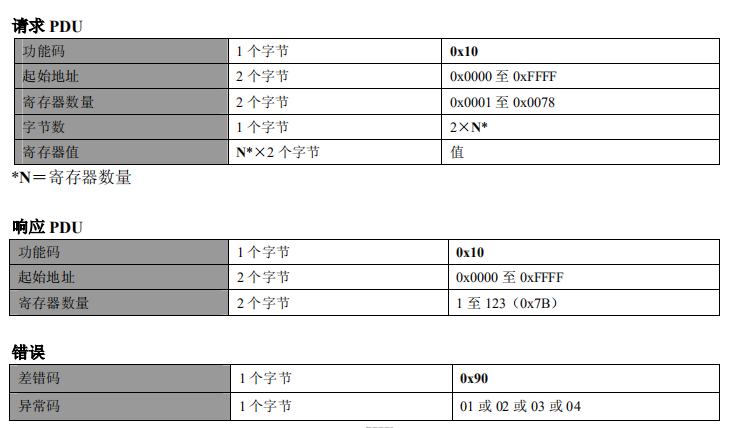 请求 PDU
功能码 1 个字节 0x10
起始地址 2 个字节 0x0000 至 0xFFFF
寄存器数量 2 个字节 0x0001 至 0x0078
字节数 1 个字节 2×N*
寄存器值 N*×2 个字节 值
*N＝寄存器数量
响应 PDU
功能码 1 个字节 0x10
起始地址 2 个字节 0x0000 至 0xFFFF
寄存器数量 2 个字节 1 至 123（0x7B）
错误
差错码 1 个字节 0x90
异常码 1 个字节 01 或 02 或 03 或 04